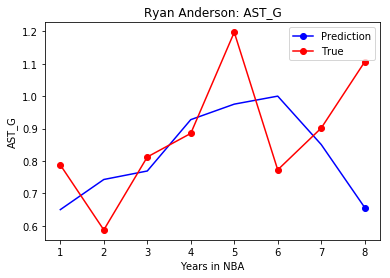 Ryan Anderson: AST_G
Prediction
True
1.2
1.1
1.0
0.9
0.8
0.7
0.6
AST_G
1 2 3 4 5 6 7 8
Years in NBA